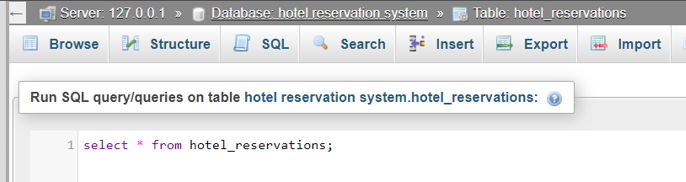 ← Server: 127.0.0.1 » Database: hotel reservation system » Table: hotel_reservations
Browse Structure SQL Search Insert Export Import
Run SQL query/queries on table hotel reservation system.hotel_reservations:
1 select * from hotel_reservations;